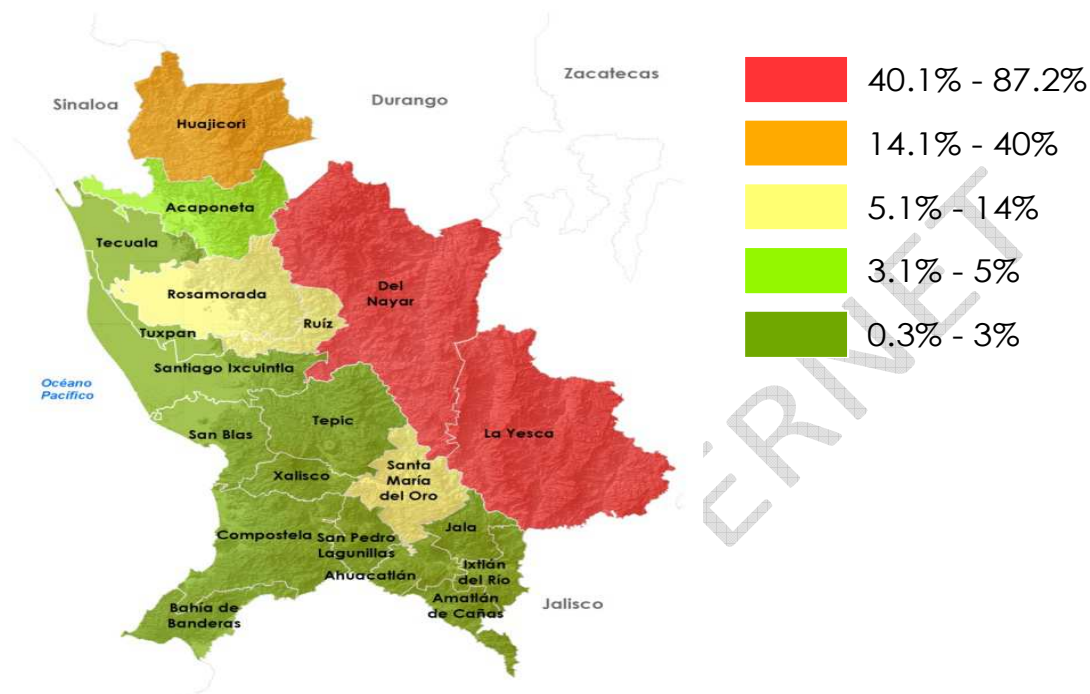 Zacatecas
Sinaloa
Durango
Huajicori
Acaponeta
Tecuala
Del
Nayar
Rosamorada
Ruíz
Tuxpan
Santiago Ixcuintla
Océano
Pacífico
Tepic
San Blas
La Yesca
Xalisco
Santa
María
del Oro
Jala
Compostela
San Pedro
Lagunillas
Ixtlán
del Río
Ahuacatlán
Amatlán
de Cañas
Jalisco
Bahía de
Banderas
40.1% - 87.2%
14.1% - 40%
5.1% - 14%
3.1% - 5%
0.3% - 3%